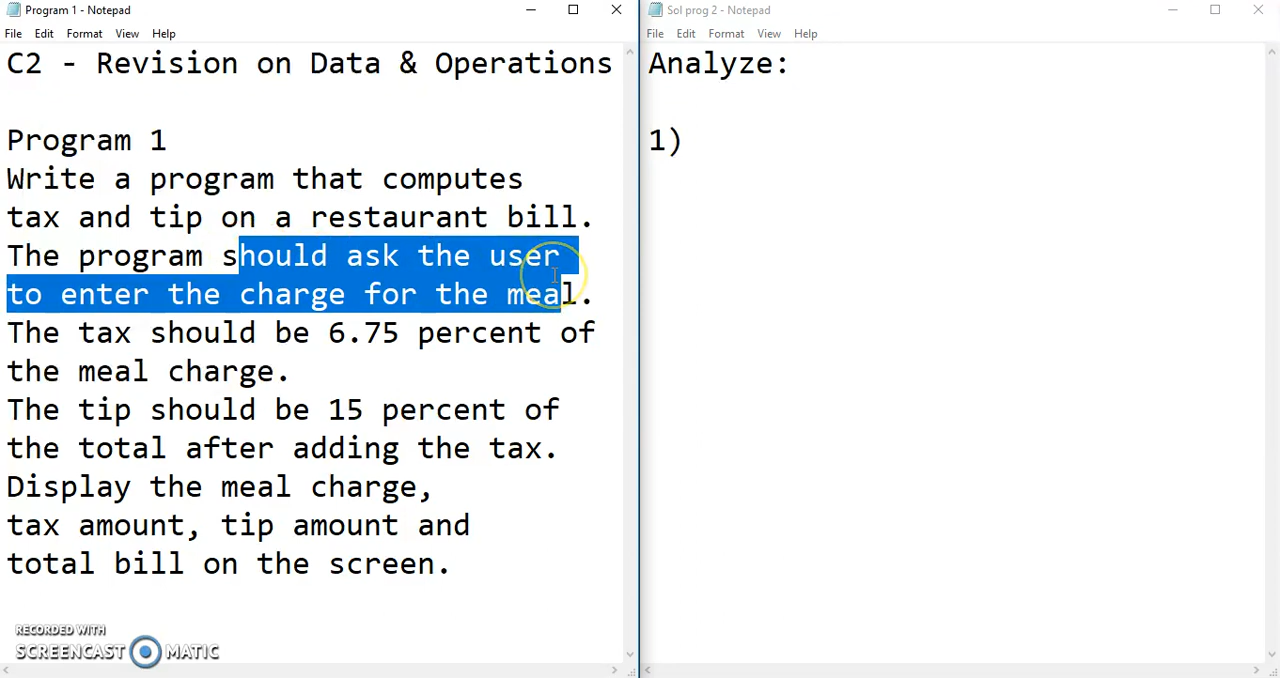 Program 1 - Notepad
File Edit Format View Help
C2 - Revision on Data & Operations
Program 1
Write a program that computes
tax and tip on a restaurant bill.
The program should ask the user
to enter the charge for the meal.
The tax should be 6.75 percent of
the meal charge.
The tip should be 15 percent of
the total after adding the tax.
Display the meal charge,
tax amount, tip amount and
total bill on the screen.
RECORDED WITH
SCREENCAST MATIC
Sol prog 2 - Notepad
File Edit Format View Help
Analyze:
1)